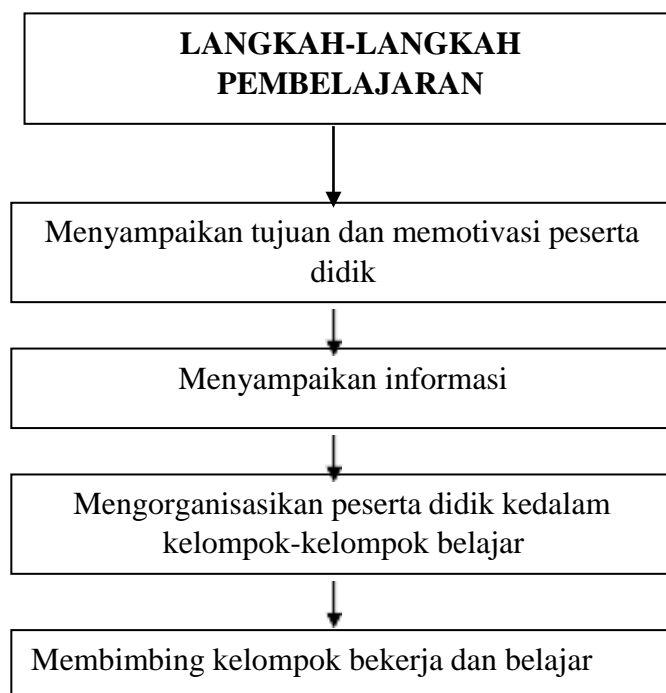 LANGKAH-LANGKAH
PEMBELAJARAN
Menyampaikan tujuan dan memotivasi peserta
didik
Menyampaikan informasi
Mengorganisasikan peserta didik kedalam
kelompok-kelompok belajar
Membimbing kelompok bekerja dan belajar